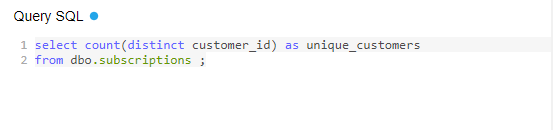 Query SQL
1 select count(distinct customer_id) as unique_customers
2 from dbo.subscriptions ;